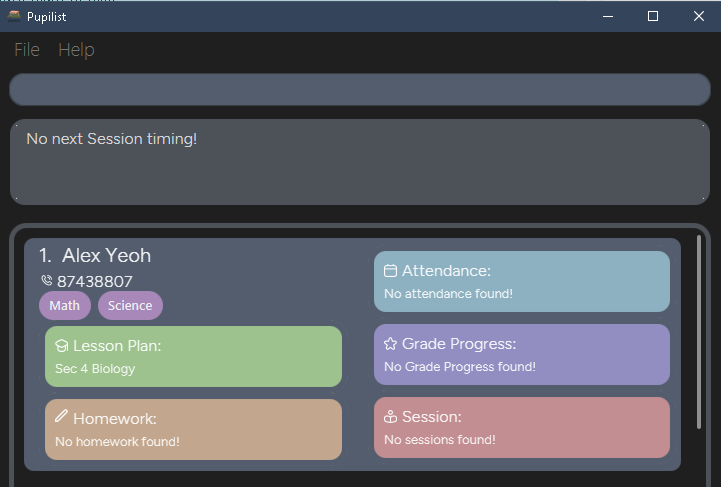 Pupilist
File Help
No next Session timing!
1. Alex Yeoh
87438807
Math Science
Lesson Plan:
Sec 4 Biology
Homework:
No homework found!
Attendance:
No attendance found!
Grade Progress:
No Grade Progress found!
Session:
No sessions found!